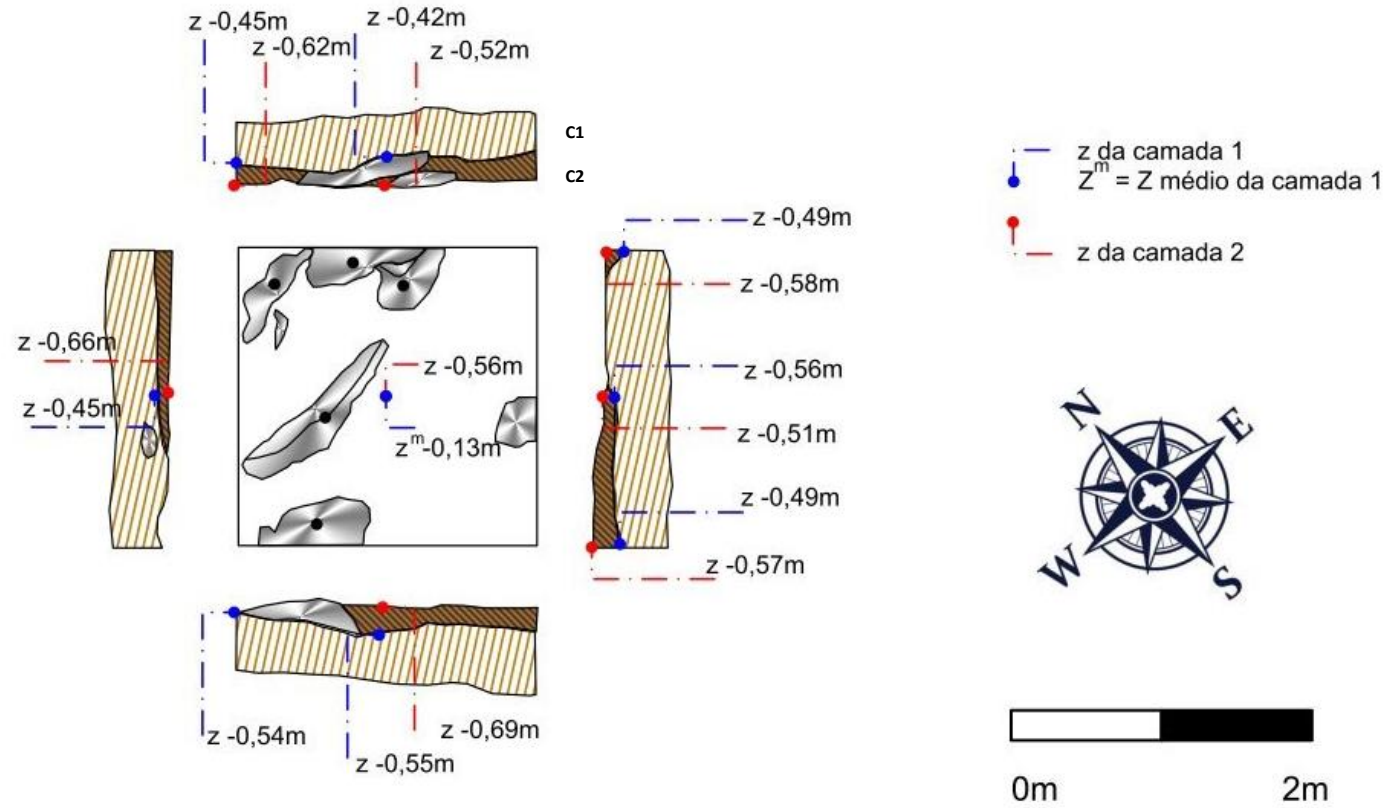 z -0,45m
z -0,42m
z -0,62m
z -0,52m
C1
C2
z da camada 1
Zm = Z médio da camada 1
z da camada 2
z -0,49m
z -0,58m
z -0,66m
z -0,45m
z -0,56m
zm-0,13m
z -0,56m
z -0,51m
z -0,49m
z -0,57m
N
E
W
S
z -0,54m
z -0,55m
z -0,69m
0m
2m